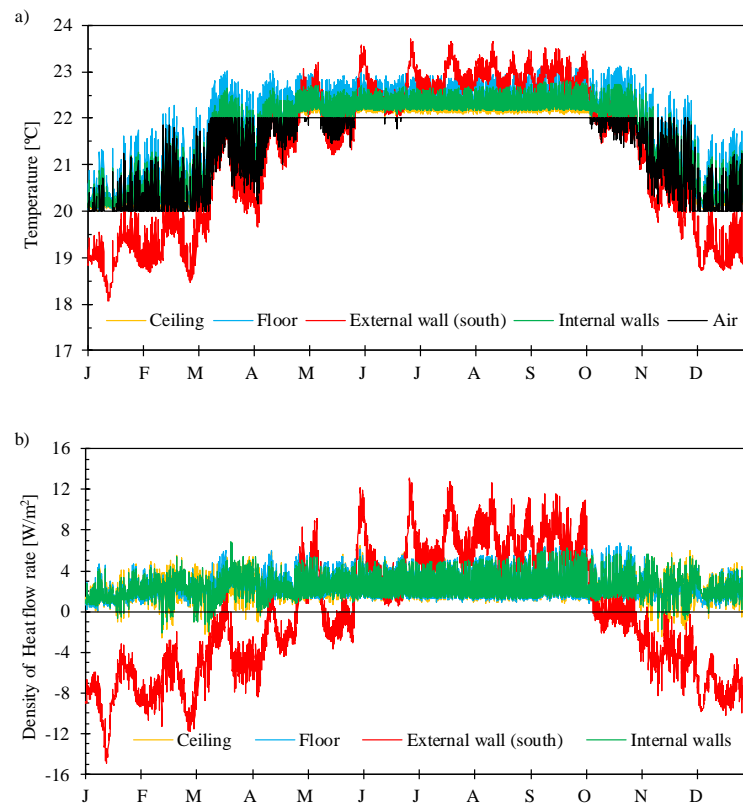 a)
24
23
22
21
20
19
18
17
Temperature [ºC]
Ceiling Floor External wall (south) Internal walls Air
J F M A M J J A S O N D
b)
16
12
8
4
0
-4
-8
-12
-16
Density of Heat flow rate [W/m²]
Ceiling Floor External wall (south) Internal walls
J F M A M J J A S O N D